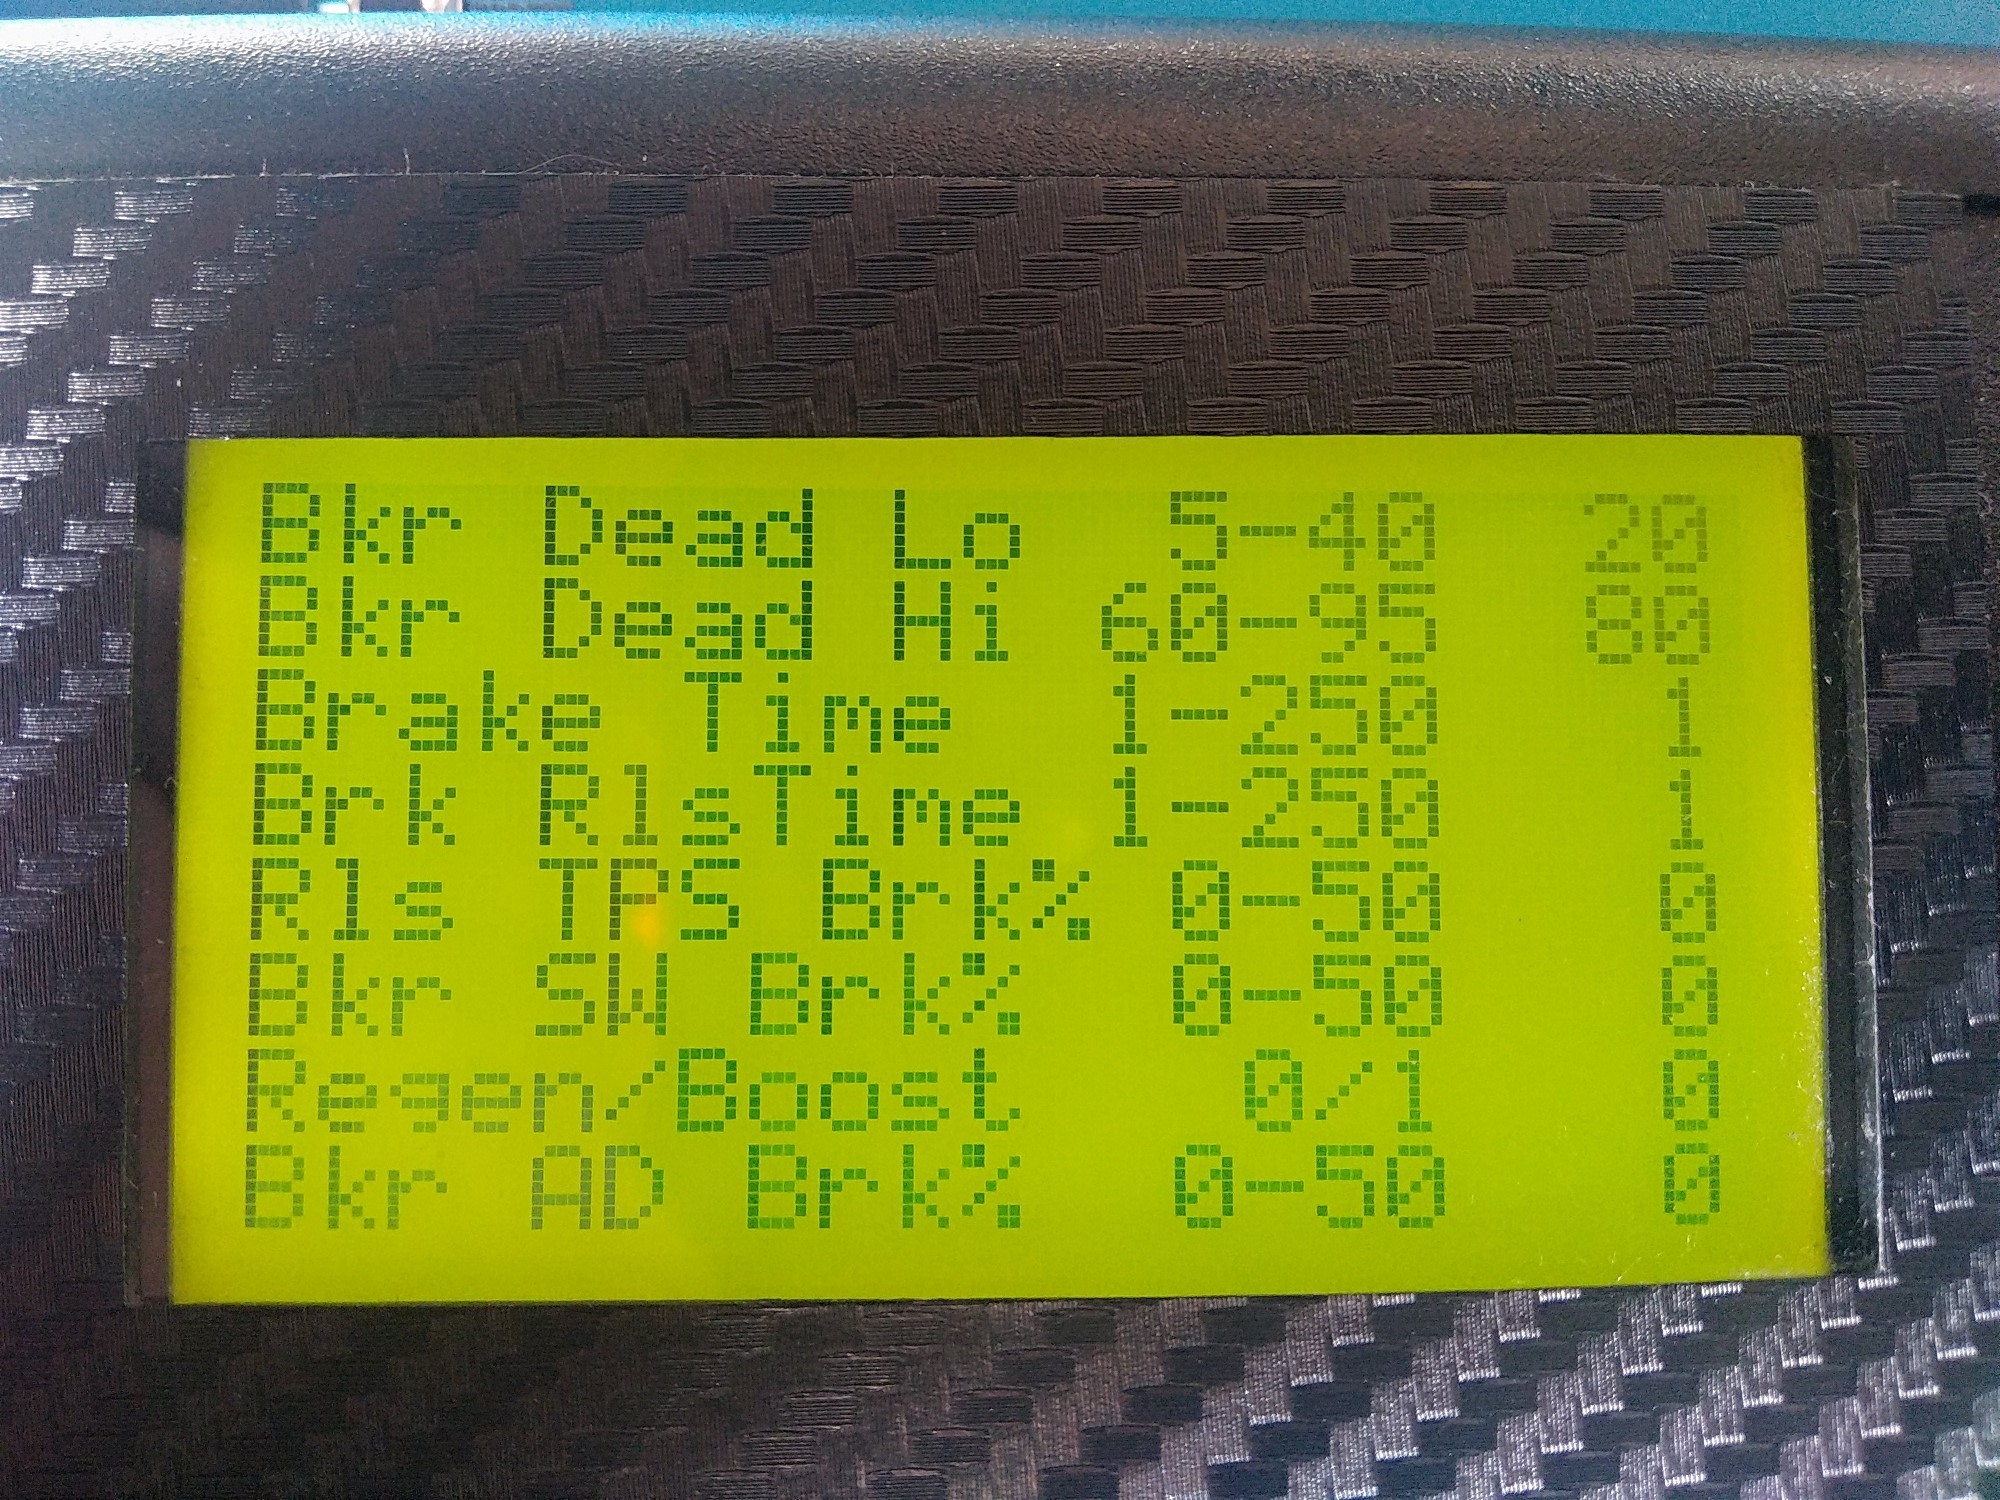 Bkr Dead Lo 5-40 20
Bkr Dead Hi 60-95 80
Brake Time 1-250 1
Brk RlsTime 1-250 1
Rls TPS Brk% 0-50 0
Bkr SW Brk% 0-50 0
Regen/Boost 0/1 0
Bkr AD Brk% 0-50 0